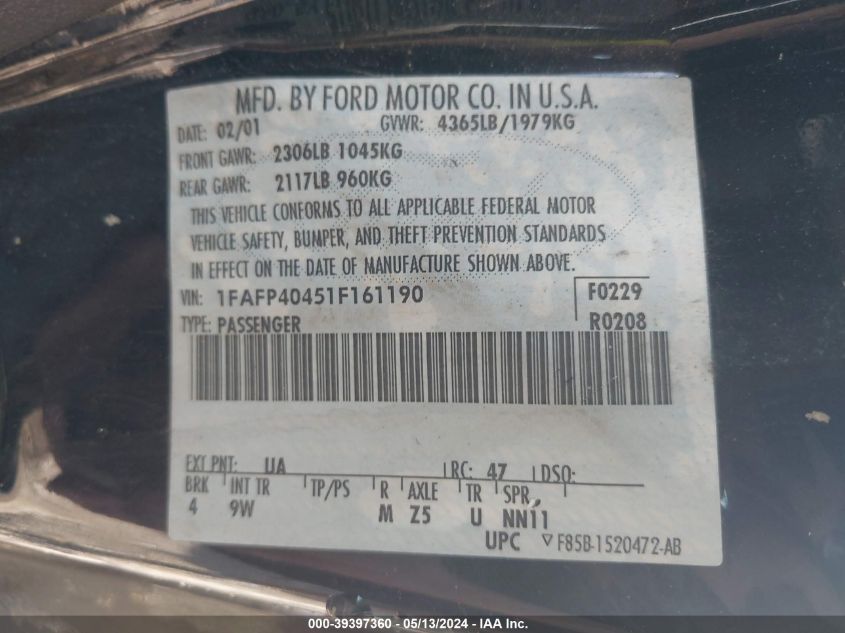 MFD. BY FORD MOTOR CO. IN U.S.A.
DATE: 02/01 GVWR: 4365LB/1979KG
FRONT GAWR: 2306LB 1045KG
REAR GAWR: 2117LB 960KG
THIS VEHICLE CONFORMS TO ALL APPLICABLE FEDERAL MOTOR
VEHICLE SAFETY, BUMPER, AND THEFT PREVENTION STANDARDS
IN EFFECT ON THE DATE OF MANUFACTURE SHOWN ABOVE.
VIN: 1FAFP40451F161190 F0229
TYPE: PASSENGER R0208
EXT PNT: UA RC: 47 DSO:
BRK INT TR TP/PS R AXLE TR SPR
4 9W M Z5 U NN11
UPC F85B-1520472-AB
000-39397360 - 05/13/2024 - IAA Inc.